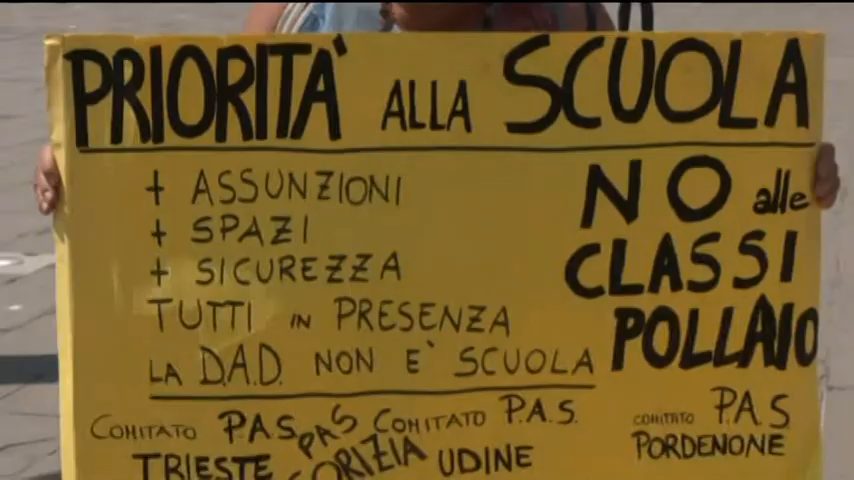 PRIORITÀ ALLA SCUOLA
+ ASSUNZIONI
+ SPAZI
+ SICUREZZA
TUTTI IN PRESENZA
LA D.A.D. NON È SCUOLA
NO alle
CLASSI
POLLAIO
COMITATO P.A.S.
TRIESTE
PAS
GORIZIA
COMITATO P.A.S.
UDINE
COMITATO P.A.S.
PORDENONE